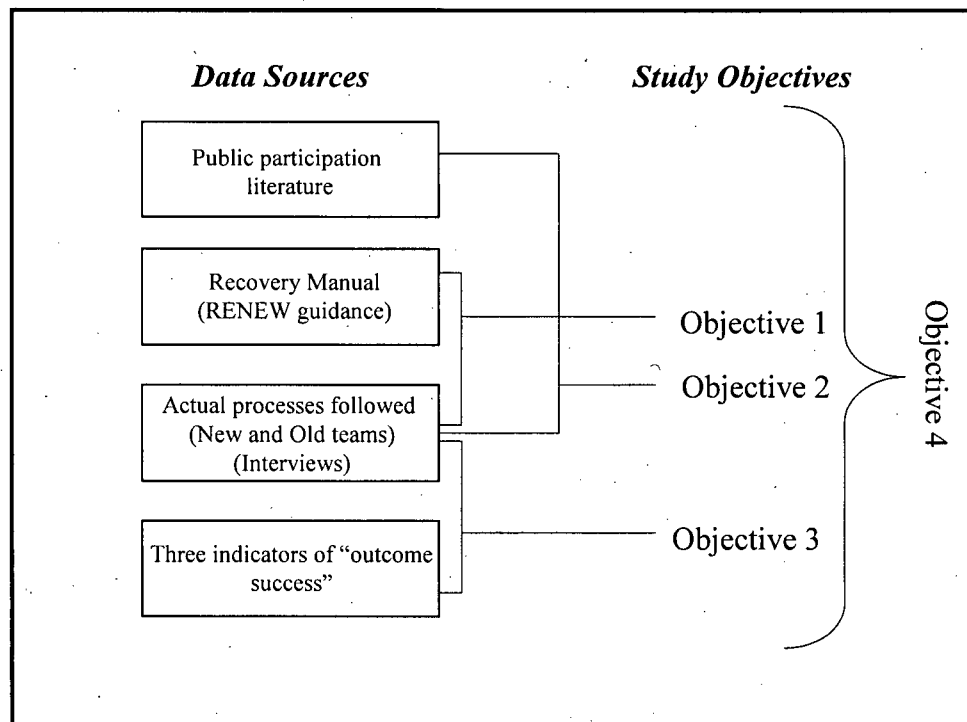 Data Sources
Study Objectives
Public participation
literature
Recovery Manual
(RENEW guidance)
Actual processes followed
(New and Old teams)
(Interviews)
Three indicators of “outcome
success”
Objective 1
Objective 2
Objective 3
Objective 4